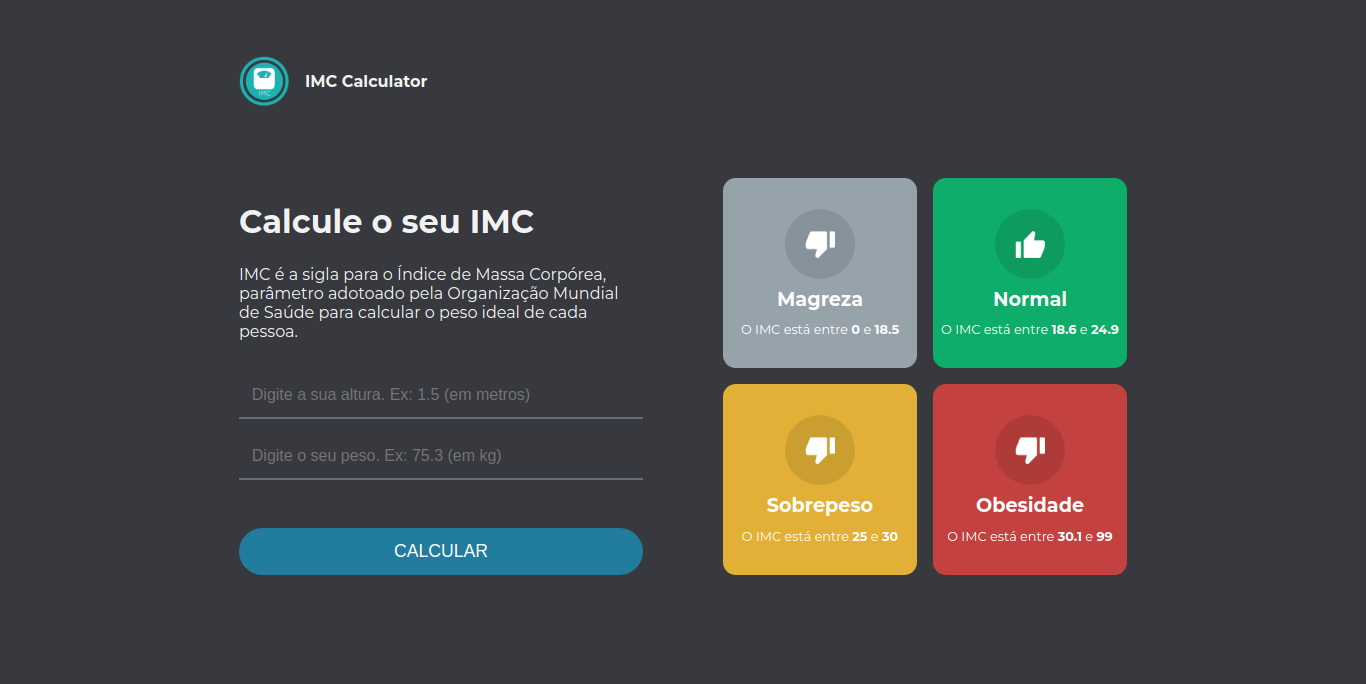 IMC
IMC Calculator
Calcule o seu IMC
IMC é a sigla para o Índice de Massa Corpórea,
parâmetro adotoado pela Organização Mundial
de Saúde para calcular o peso ideal de cada
pessoa.
Digite a sua altura. Ex: 1.5 (em metros)
Digite o seu peso. Ex: 75.3 (em kg)
CALCULAR
Magreza
O IMC está entre 0 e 18.5
Normal
O IMC está entre 18.6 e 24.9
Sobrepeso
O IMC está entre 25 e 30
Obesidade
O IMC está entre 30.1 e 99